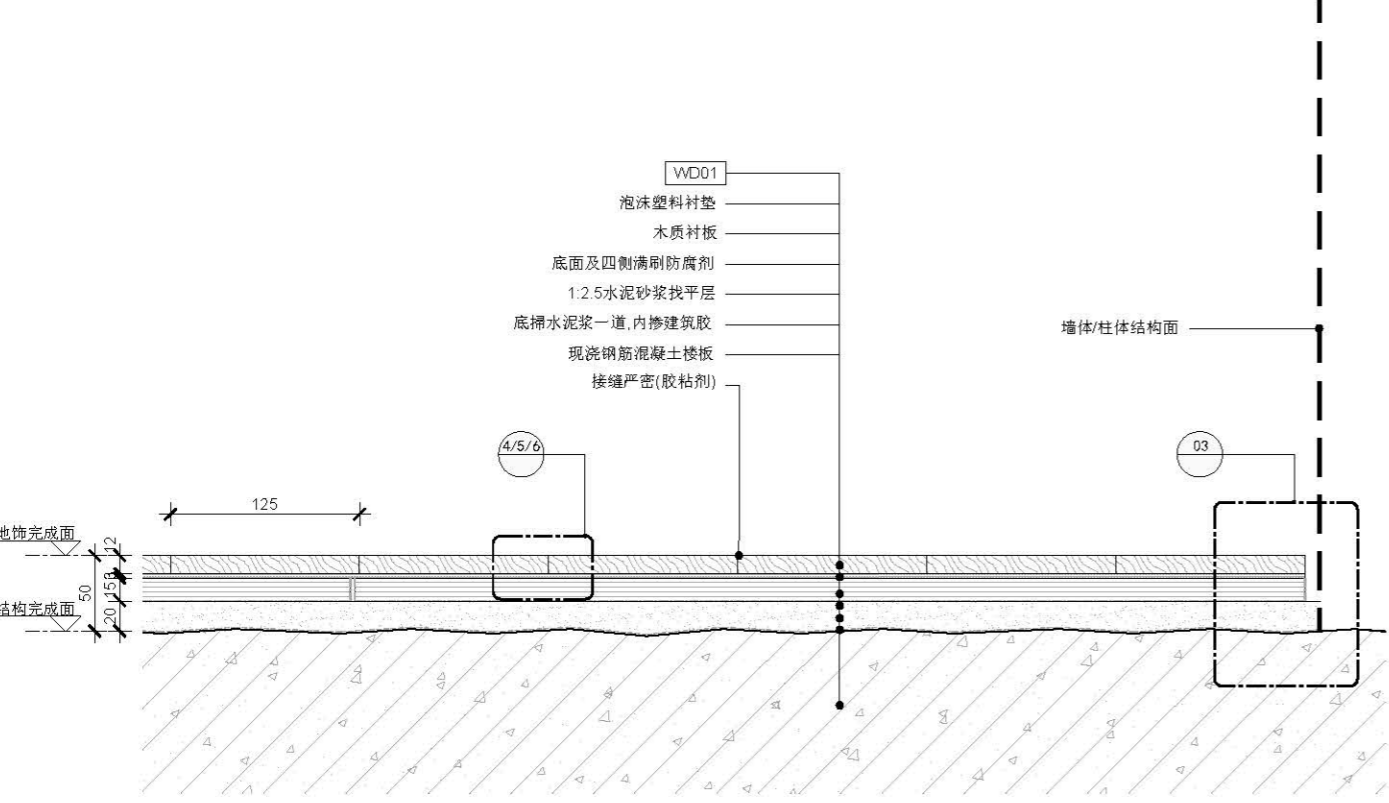 WD01
泡沫塑料衬垫
木质衬板
底面及四侧满刷防腐剂
1:2.5水泥砂浆找平层
底掃水泥浆一道,内掺建筑胶
现浇钢筋混凝土楼板
接缝严密(胶粘剂)
墙体/柱体结构面
4/5/6
03
125
地饰完成面
12
3
15
50
20
结构完成面